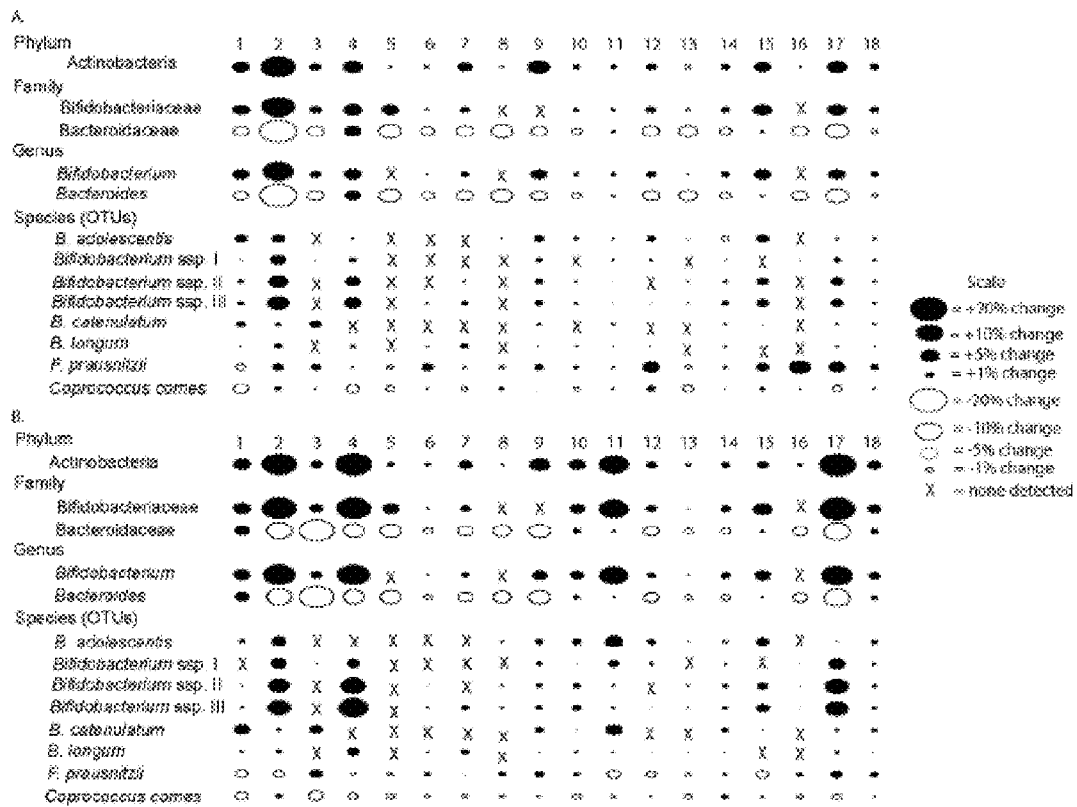 A.
Phylum 1 2 3 4 5 6 7 8 9 10 11 12 13 14 15 16 17 18
Actinobacteria
Family
Bifidobacteriaceae X X X
Bacteroidaceae
Genus
Bifidobacterium X X X
Bacteroides
Species (OTUs)
B. adolescentis X X X X X
Bifidobacterium ssp. I X X X X X X X
Bifidobacterium ssp. II X X X X X
Bifidobacterium ssp. III X X X X
B. catenulatum X X X X X X X X X
B. longum X X X X X X
F. prausnitzii
Coprococcus comes
B.
Phylum 1 2 3 4 5 6 7 8 9 10 11 12 13 14 15 16 17 18
Actinobacteria
Family
Bifidobacteriaceae X X X
Bacteroidaceae
Genus
Bifidobacterium X X X
Bacteroides
Species (OTUs)
B. adolescentis X X X X X X
Bifidobacterium ssp. I X X X X X X X
Bifidobacterium ssp. II X X X X
Bifidobacterium ssp. III X X X
B. catenulatum X X X X X X X X
B. longum X X X X X
F. prausnitzii
Coprococcus comes
Scale
= +20% change
= +10% change
= +5% change
= +1% change
= -20% change
= -10% change
= -5% change
= -1% change
X = none detected